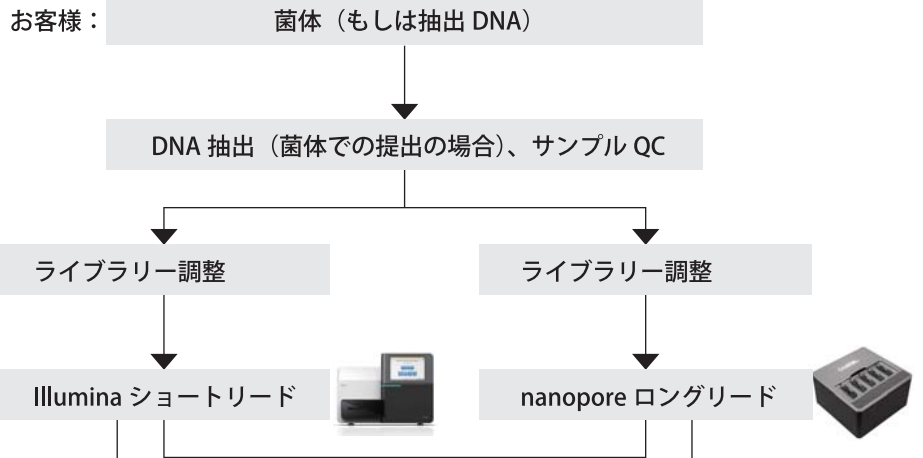 お客様：
菌体（もしは抽出 DNA）
DNA 抽出（菌体での提出の場合）、サンプル QC
ライブラリー調整
ライブラリー調整
Illumina ショートリード
nanopore ロングリード